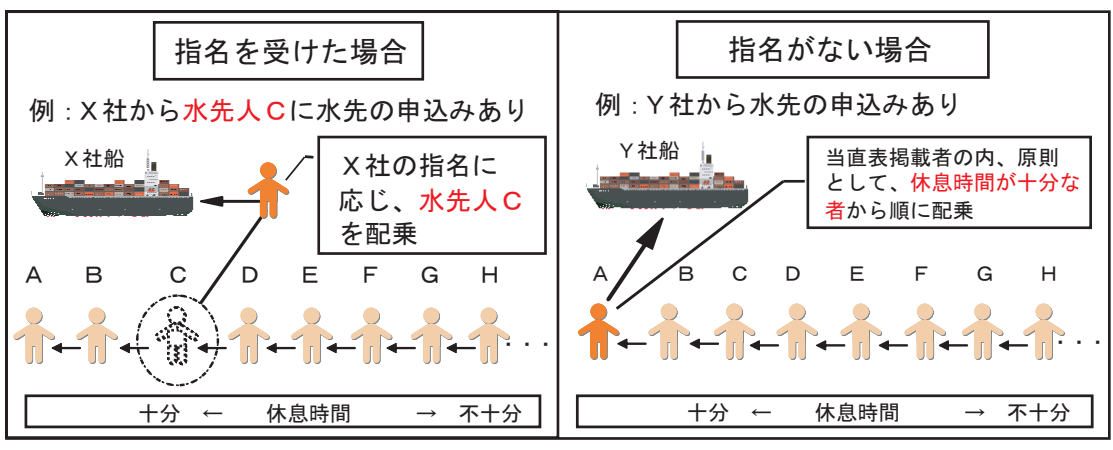 指名を受けた場合
例：X社から水先人Cに水先の申込みあり
X社船
X社の指名に
応じ、水先人C
を配乗
A B C D E F G H
・・・
十分 ← 休息時間 → 不十分
指名がない場合
例：Y社から水先の申込みあり
Y社船
当直表掲載者の内、原則
として、休息時間が十分な
者から順に配乗
A B C D E F G H
・・・
十分 ← 休息時間 → 不十分